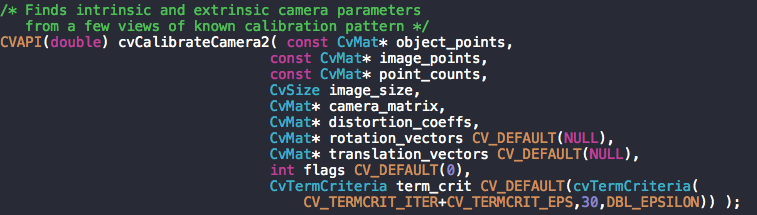 /* Finds intrinsic and extrinsic camera parameters
   from a few views of known calibration pattern */
CVAPI(double) cvCalibrateCamera2( const CvMat* object_points,
                                const CvMat* image_points,
                                const CvMat* point_counts,
                                CvSize image_size,
                                CvMat* camera_matrix,
                                CvMat* distortion_coeffs,
                                CvMat* rotation_vectors CV_DEFAULT(NULL),
                                CvMat* translation_vectors CV_DEFAULT(NULL),
                                int flags CV_DEFAULT(0),
                                CvTermCriteria term_crit CV_DEFAULT(cvTermCriteria(
                                    CV_TERMCRIT_ITER+CV_TERMCRIT_EPS,30,DBL_EPSILON)) );